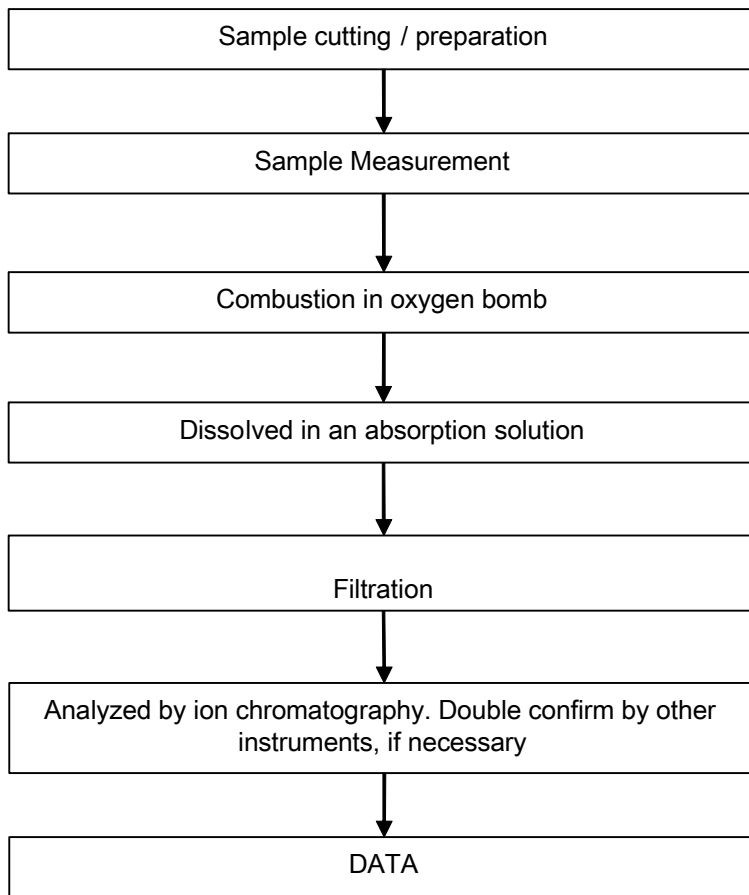 Sample cutting / preparation
Sample Measurement
Combustion in oxygen bomb
Dissolved in an absorption solution
Filtration
Analyzed by ion chromatography. Double confirm by other
instruments, if necessary
DATA